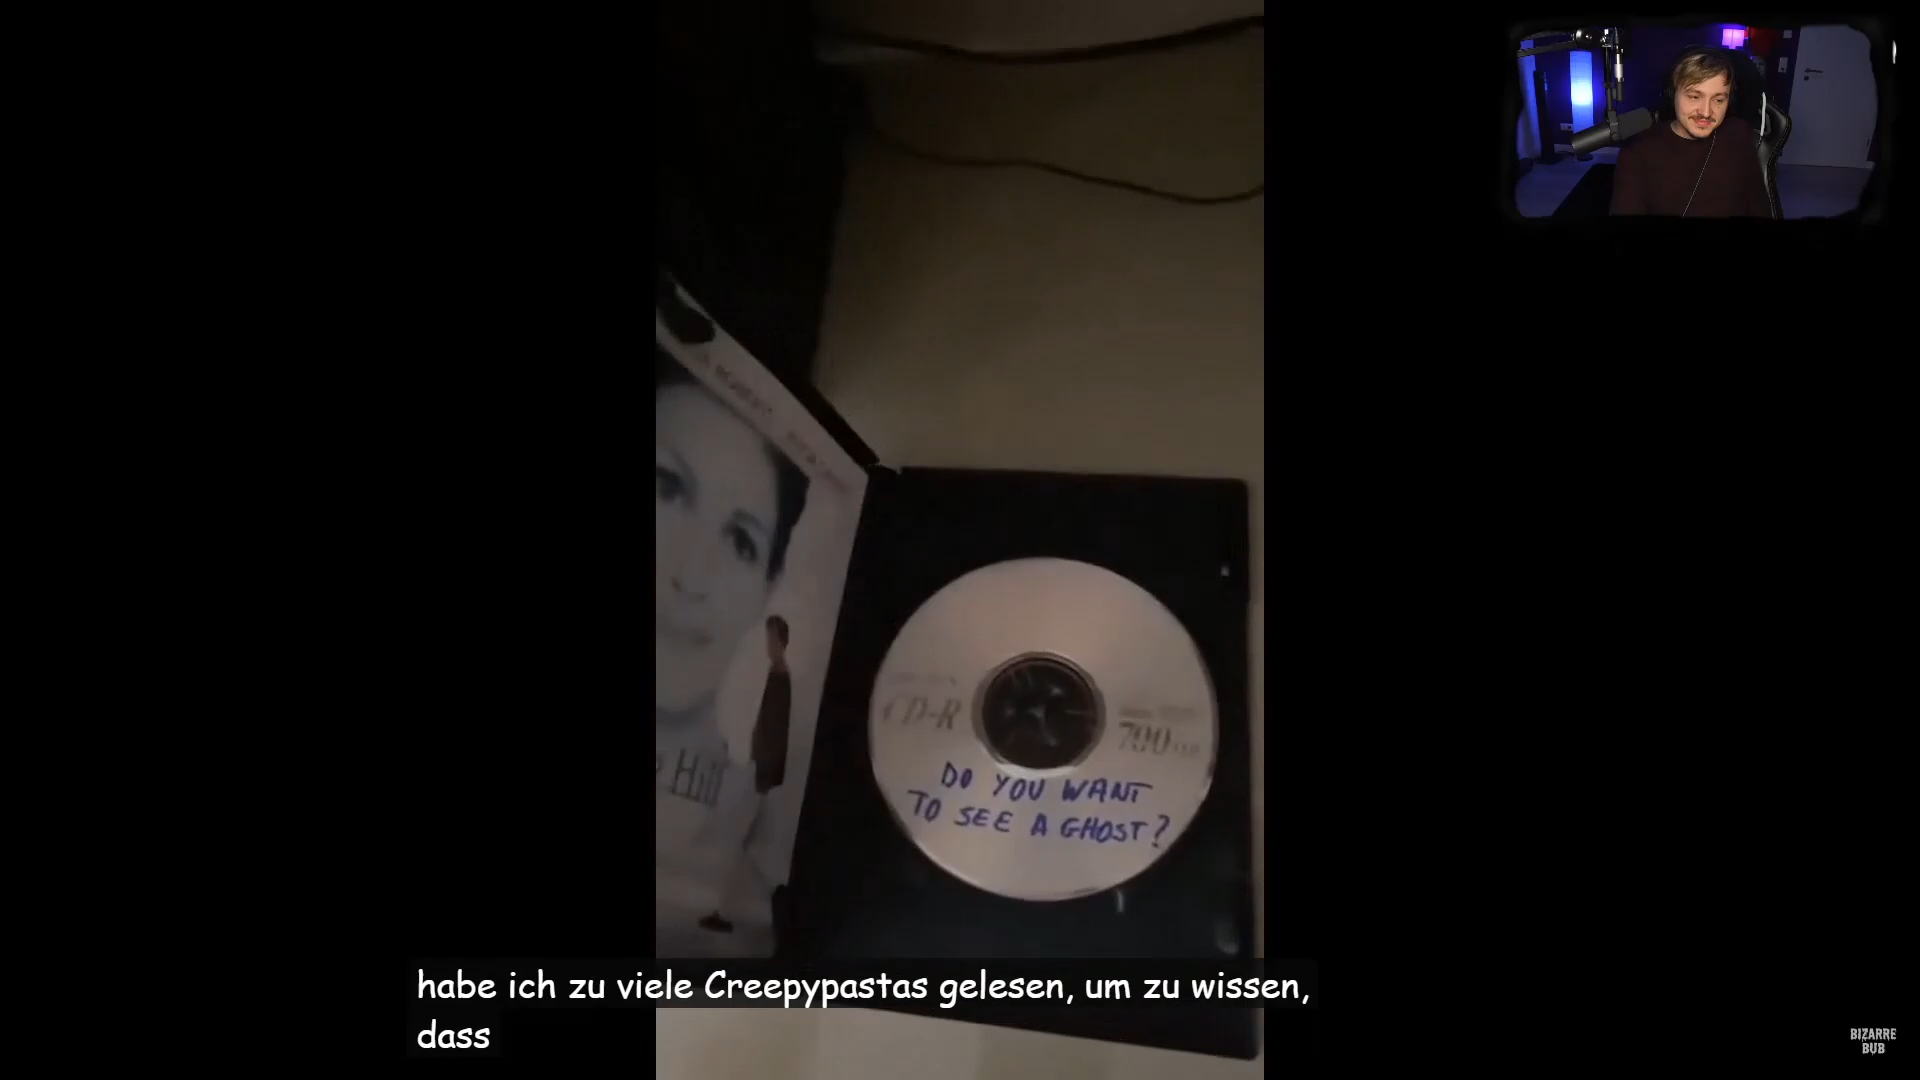 Hill
CD-R
700
DO YOU WANT
TO SEE A GHOST?
habe ich zu viele Creepypastas gelesen, um zu wissen,
dass
BIZARRE
BUB